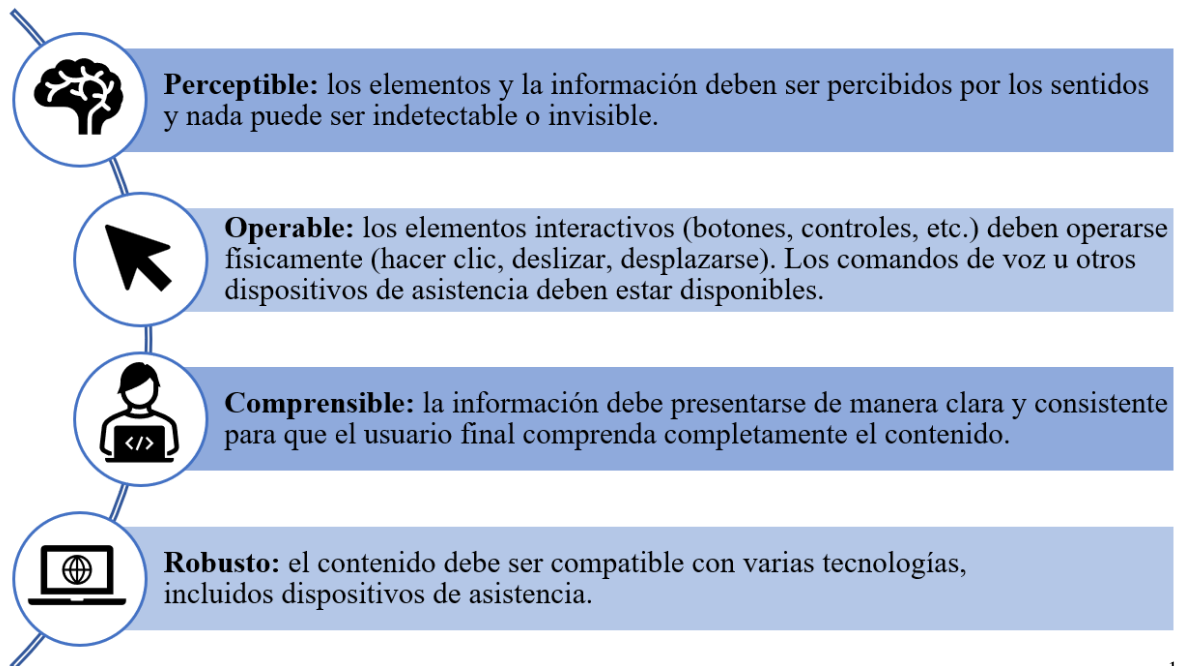 Perceptible: los elementos y la información deben ser percibidos por los sentidos
y nada puede ser indetectable o invisible.
Operable: los elementos interactivos (botones, controles, etc.) deben operarse
físicamente (hacer clic, deslizar, desplazarse). Los comandos de voz u otros
dispositivos de asistencia deben estar disponibles.
Comprensible: la información debe presentarse de manera clara y consistente
para que el usuario final comprenda completamente el contenido.
</>
Robusto: el contenido debe ser compatible con varias tecnologías,
incluidos dispositivos de asistencia.